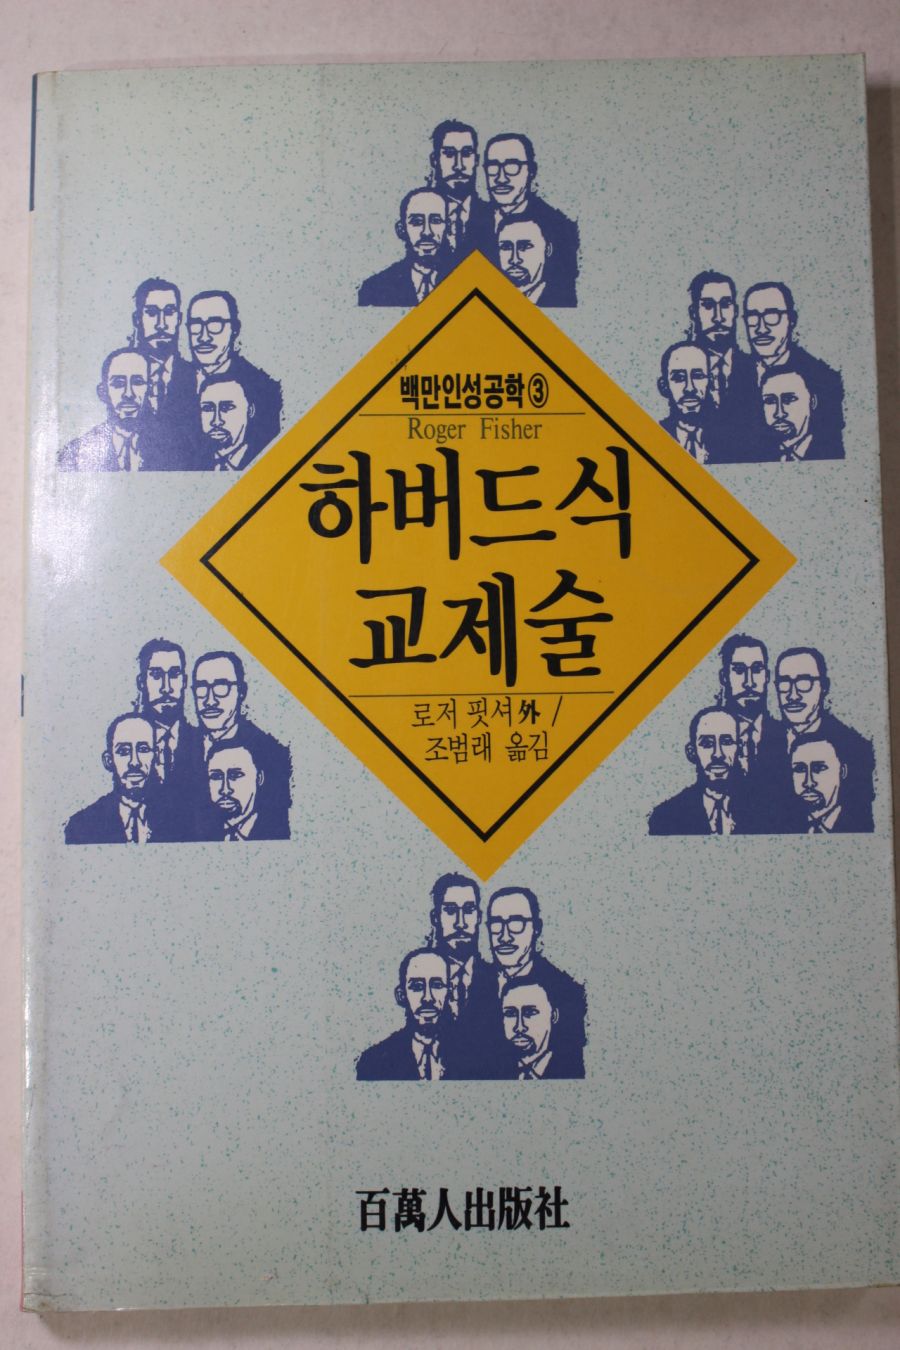 백만인성공학③
Roger Fisher
하버드식
교제술
로저 핏셔外 /
조범래 옮김
百萬人出版社